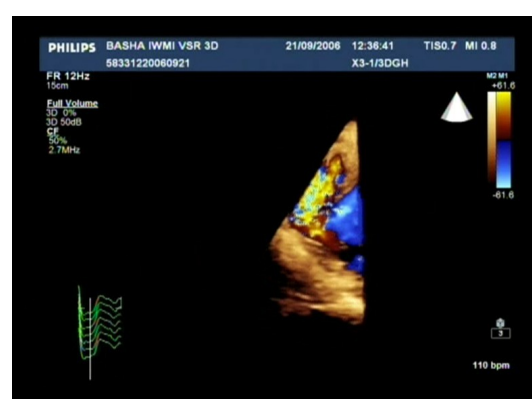 PHILIPS BASHA IWMI VSR 3D 21/09/2006 12:36:41 TIS0.7 MI 0.8
58331220060921 X3-1/3DGH
FR 12Hz
15cm
M2 M1
+61.6
Full Volume
3D 0%
3D 50dB
CF
50%
2.7MHz
-61.6
3
110 bpm